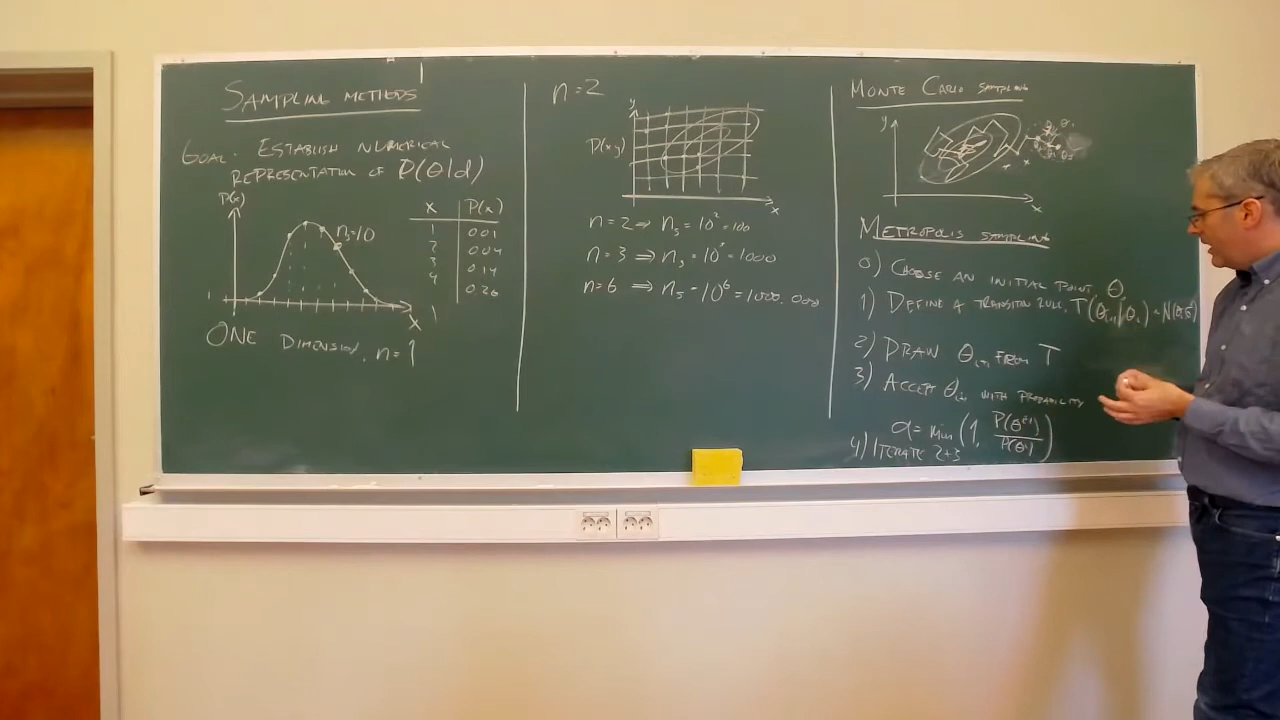 SAMPLING METHODS
GOAL: ESTABLISH NUMERICAL
REPRESENTATION OF P(θ|d)
P(x)
n_s=10
x
x P(x)
1 0.01
2 0.04
3 0.14
4 0.26
ONE DIMENSION, n=1
n=2
y
P(x,y)
x
n=2 ⇒ n_s = 10² = 100
n=3 ⇒ n_s = 10³ = 1000
n=6 ⇒ n_s = 10⁶ = 1000.000
MONTE CARLO SAMPLING
y
x
METROPOLIS SAMPLING
0) CHOOSE AN INITIAL POINT, θ
1) DEFINE A TRANSITION RULE, T(θ_{i+1}|θ_i) = N(θ_i,σ²)
2) DRAW θ_{i+1} FROM T
3) ACCEPT θ_{i+1} WITH PROBABILITY
α = min(1, P(θ^{i+1})/P(θ^i))
4) ITERATE 2+3